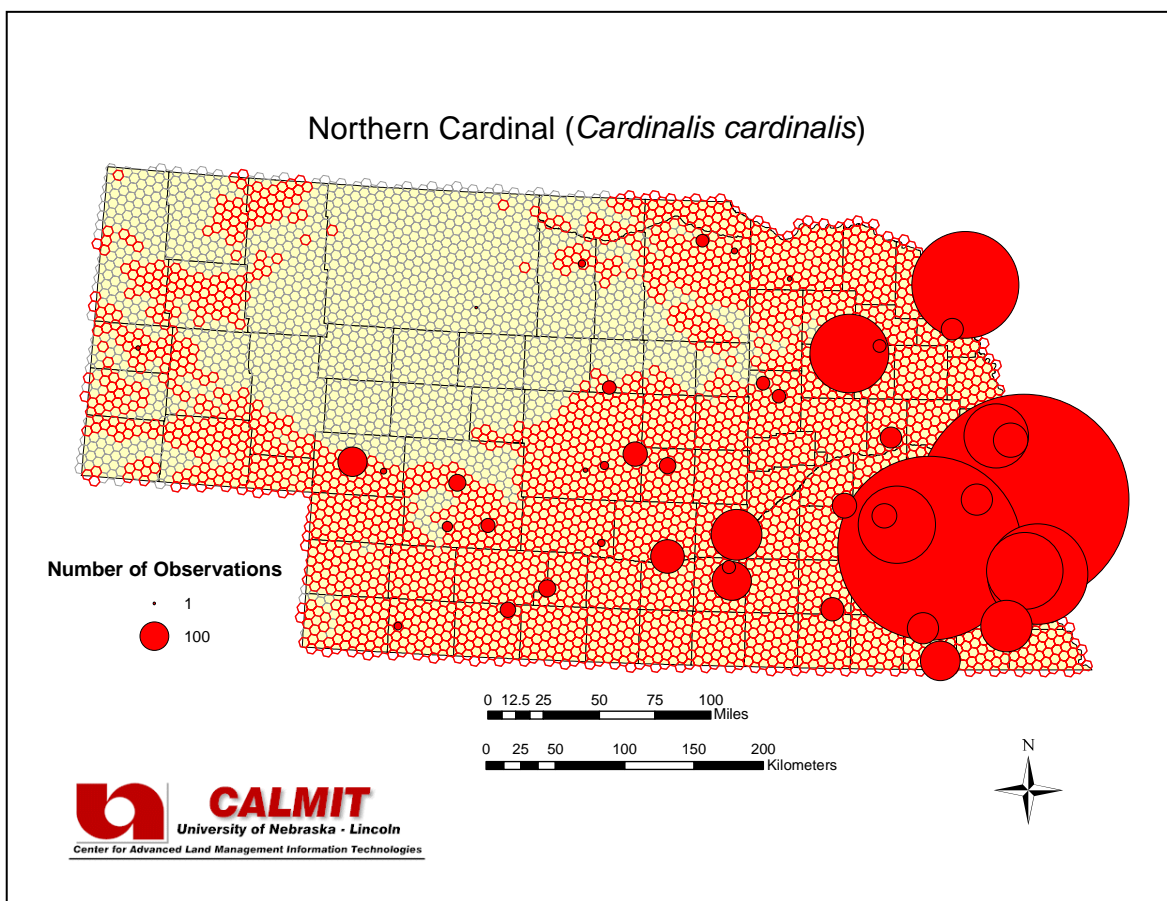 Northern Cardinal (Cardinalis cardinalis)
Number of Observations
1
100
0 12.5 25 50 75 100
Miles
0 25 50 100 150 200
Kilometers
N
CALMIT
University of Nebraska - Lincoln
Center for Advanced Land Management Information Technologies